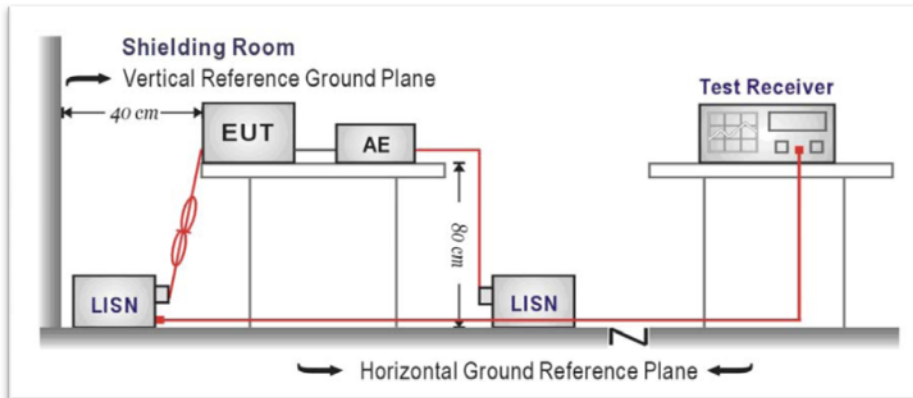 Shielding Room
Vertical Reference Ground Plane
Test Receiver
40 cm
EUT
AE
80 cm
LISN
LISN
Horizontal Ground Reference Plane